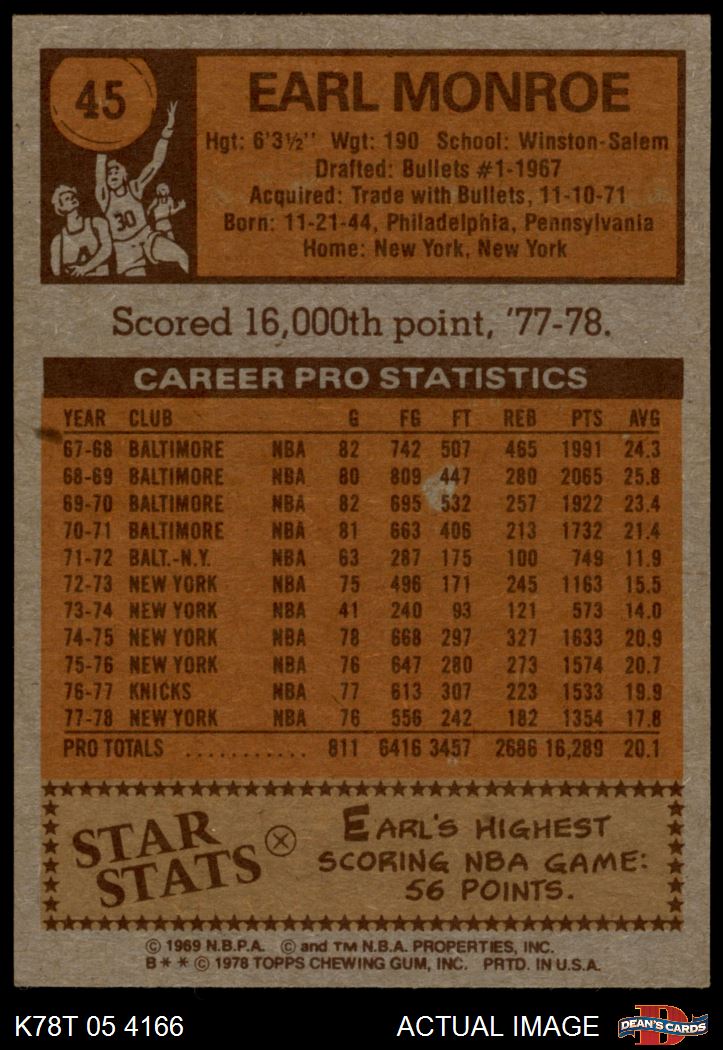 45
30
4
EARL MONROE
Hgt: 6'3½'' Wgt: 190 School: Winston-Salem
Drafted: Bullets #1-1967
Acquired: Trade with Bullets, 11-10-71
Born: 11-21-44, Philadelphia, Pennsylvania
Home: New York, New York
Scored 16,000th point, '77-78.
CAREER PRO STATISTICS
YEAR CLUB G FG FT REB PTS AVG
67-68 BALTIMORE NBA 82 742 507 465 1991 24.3
68-69 BALTIMORE NBA 80 809 447 280 2065 25.8
69-70 BALTIMORE NBA 82 695 532 257 1922 23.4
70-71 BALTIMORE NBA 81 663 406 213 1732 21.4
71-72 BALT.-N.Y. NBA 63 287 175 100 749 11.9
72-73 NEW YORK NBA 75 496 171 245 1163 15.5
73-74 NEW YORK NBA 41 240 93 121 573 14.0
74-75 NEW YORK NBA 78 668 297 327 1633 20.9
75-76 NEW YORK NBA 76 647 280 273 1574 20.7
76-77 KNICKS NBA 77 613 307 223 1533 19.9
77-78 NEW YORK NBA 76 556 242 182 1354 17.8
PRO TOTALS ........... 811 6416 3457 2686 16,289 20.1
STAR STATS
EARL'S HIGHEST
SCORING NBA GAME:
56 POINTS.
© 1969 N.B.P.A. © and TM N.B.A. PROPERTIES, INC.
B** © 1978 TOPPS CHEWING GUM, INC. PRTD. IN U.S.A.
K78T 05 4166 ACTUAL IMAGE D DEAN'S CARDS